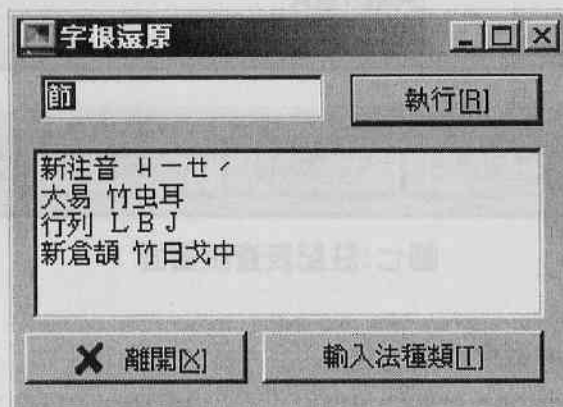 字根還原
節
執行[R]
新注音 ㄐㄧㄝˊ
大易 竹虫耳
行列 L B J
新倉頡 竹日戈中
離開[X]
輸入法種類[T]